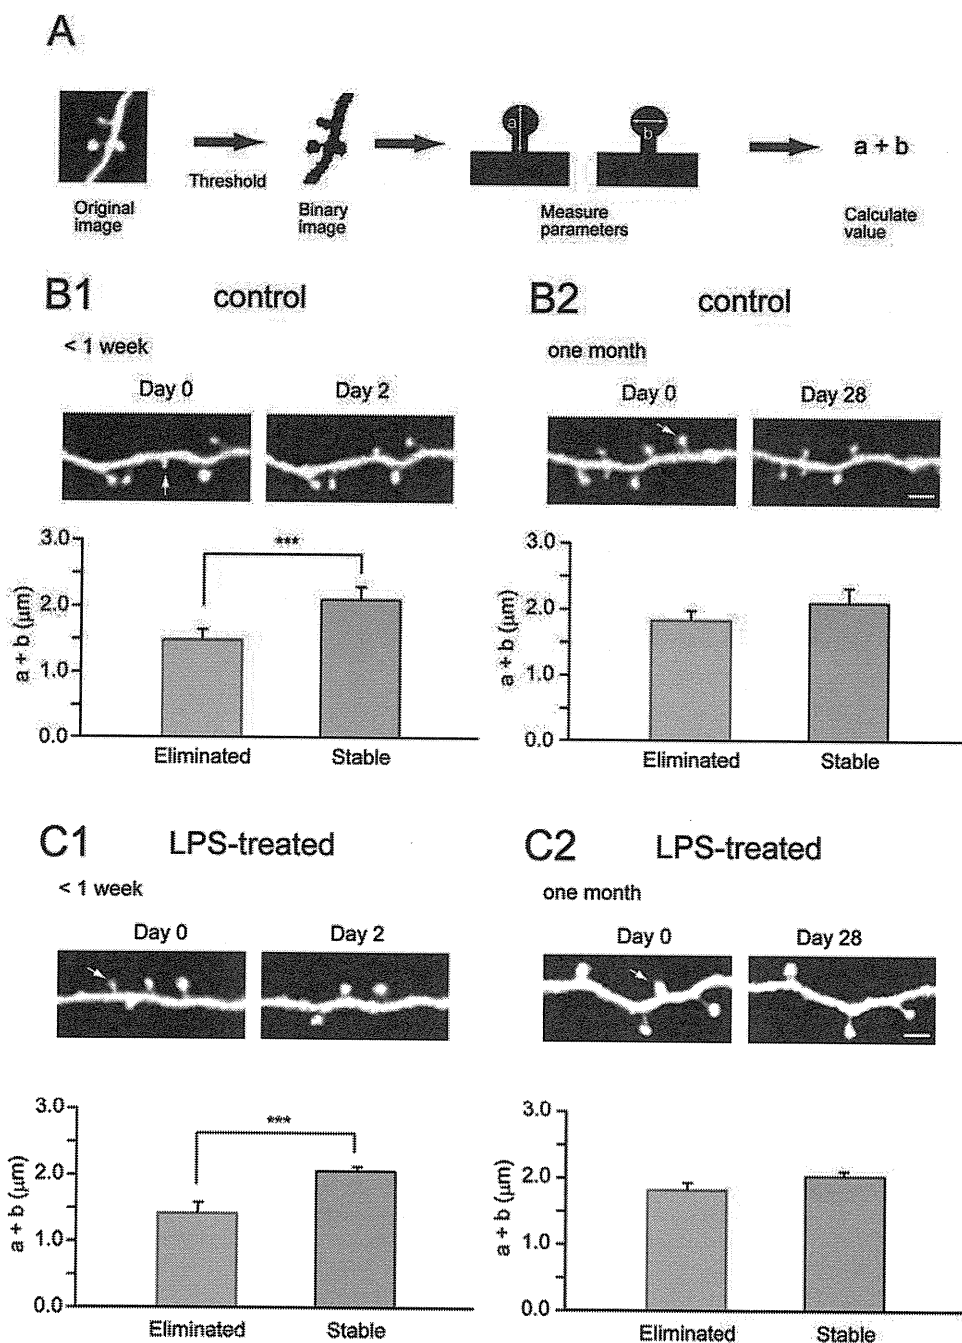 A
a
b
a + b
Threshold
Original
image
Binary
image
Measure
parameters
Calculate
value
B1 control
< 1 week
Day 0 Day 2
3.0
2.0
1.0
0.0
a + b (μm)
***
Eliminated Stable
B2 control
one month
Day 0 Day 28
3.0
2.0
1.0
0.0
a + b (μm)
Eliminated Stable
C1 LPS-treated
< 1 week
Day 0 Day 2
3.0
2.0
1.0
0.0
a + b (μm)
***
Eliminated Stable
C2 LPS-treated
one month
Day 0 Day 28
3.0
2.0
1.0
0.0
a + b (μm)
Eliminated Stable